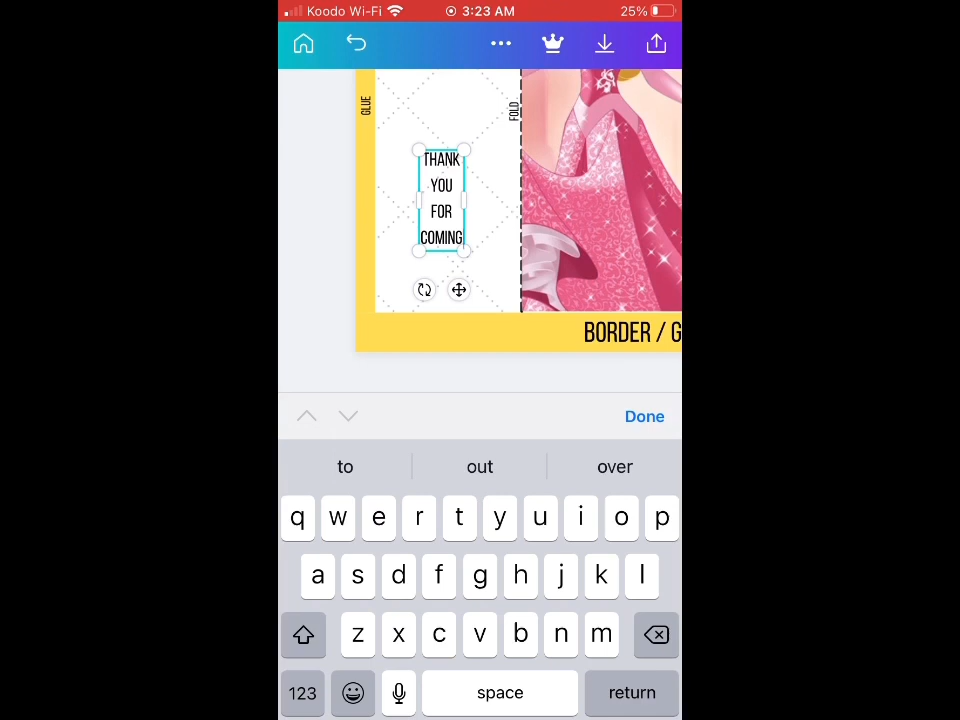 Koodo Wi-Fi 3:23 AM 25%
GLUE
FOLD
THANK
YOU
FOR
COMING
BORDER / G
Done
to out over
q w e r t y u i o p
a s d f g h j k l
z x c v b n m
123 space return